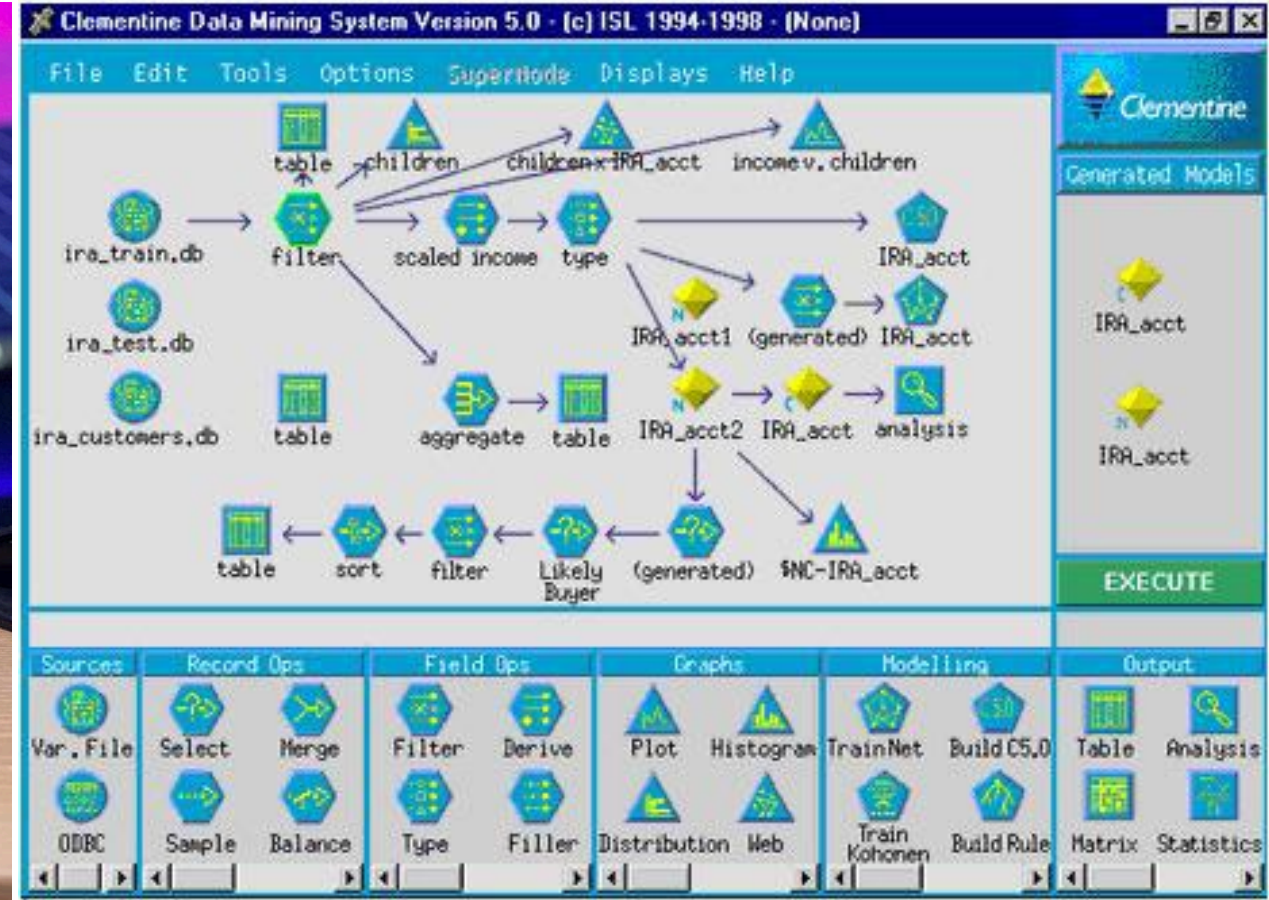 Clementine Data Mining System Version 5.0 - (c) ISL 1994-1998 - (None)
File Edit Tools Options Supernode Displays Help
Clementine
Generated Models
table
children
children x IRA_acct
income v. children
ira_train.db
filter
scaled income
type
IRA_acct
ira_test.db
IRA_acct1
(generated)
IRA_acct
ira_customers.db
table
aggregate
table
IRA_acct2
IRA_acct
analysis
table
sort
filter
Likely
Buyer
(generated)
$NC-IRA_acct
C5.0
N
N
C
C
IRA_acct
N
IRA_acct
EXECUTE
Sources
Record Ops
Field Ops
Graphs
Modelling
Output
Var. File
Select
Merge
Filter
Derive
Plot
Histogram
Train Net
Build C5.0
Table
Analysis
ODBC
Sample
Balance
Type
Filler
Distribution
Web
Train
Kohonen
Build Rule
Matrix
Statistics